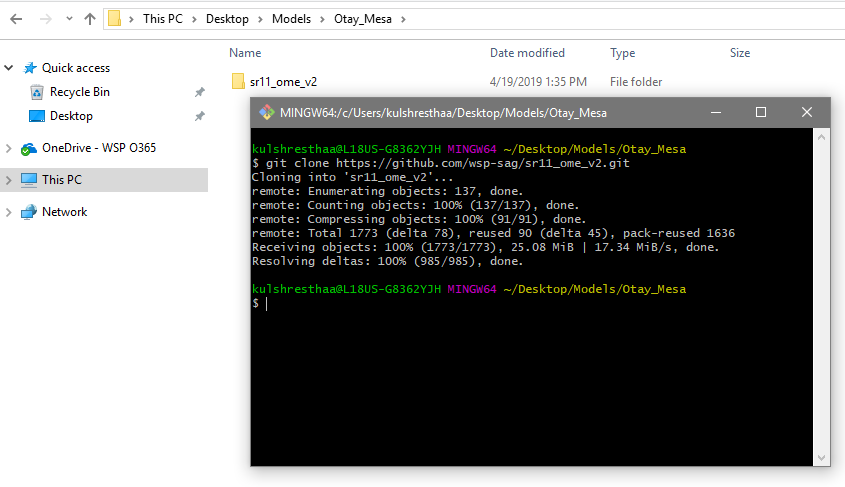 This PC > Desktop > Models > Otay_Mesa >
Name Date modified Type Size
Quick access
Recycle Bin
Desktop
OneDrive - WSP O365
This PC
Network
sr11_ome_v2 4/19/2019 1:35 PM File folder
MINGW64:/c/Users/kulshresthaa/Desktop/Models/Otay_Mesa
kulshresthaa@L18US-G8362YJH MINGW64 ~/Desktop/Models/Otay_Mesa
$ git clone https://github.com/wsp-sag/sr11_ome_v2.git
Cloning into 'sr11_ome_v2'...
remote: Enumerating objects: 137, done.
remote: Counting objects: 100% (137/137), done.
remote: Compressing objects: 100% (91/91), done.
remote: Total 1773 (delta 78), reused 90 (delta 45), pack-reused 1636
Receiving objects: 100% (1773/1773), 25.08 MiB | 17.34 MiB/s, done.
Resolving deltas: 100% (985/985), done.
kulshresthaa@L18US-G8362YJH MINGW64 ~/Desktop/Models/Otay_Mesa
$